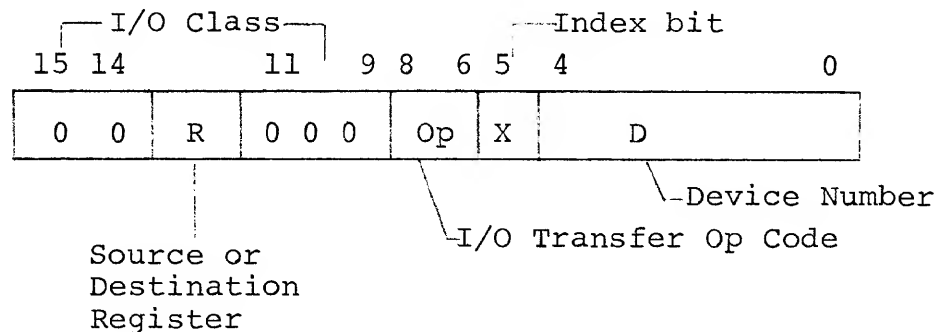 I/O Class Index bit
15 14 11 9 8 6 5 4 0
0 0 R 0 0 0 Op X D
Device Number
I/O Transfer Op Code
Source or
Destination
Register